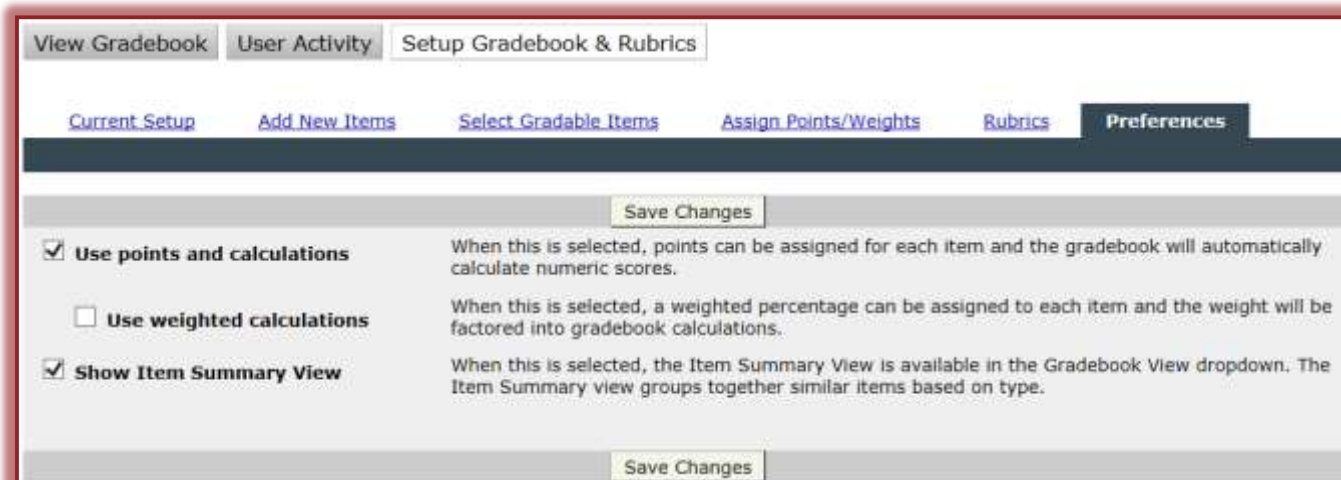 View Gradebook User Activity Setup Gradebook & Rubrics
Current Setup Add New Items Select Gradable Items Assign Points/Weights Rubrics Preferences
Save Changes
Use points and calculations
When this is selected, points can be assigned for each item and the gradebook will automatically
calculate numeric scores.
Use weighted calculations
When this is selected, a weighted percentage can be assigned to each item and the weight will be
factored into gradebook calculations.
Show Item Summary View
When this is selected, the Item Summary View is available in the Gradebook View dropdown. The
Item Summary view groups together similar items based on type.
Save Changes